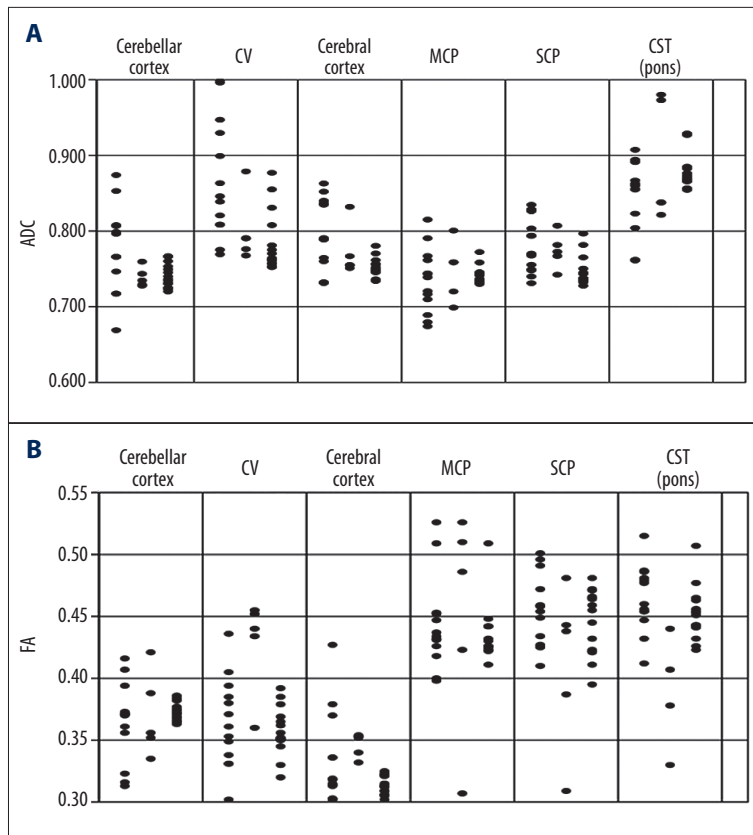 A
Cerebellar
cortex
CV
Cerebral
cortex
MCP
SCP
CST
(pons)
1.000
0.900
0.800
0.700
0.600
ADC
B
Cerebellar
cortex
CV
Cerebral
cortex
MCP
SCP
CST
(pons)
0.55
0.50
0.45
0.40
0.35
0.30
FA